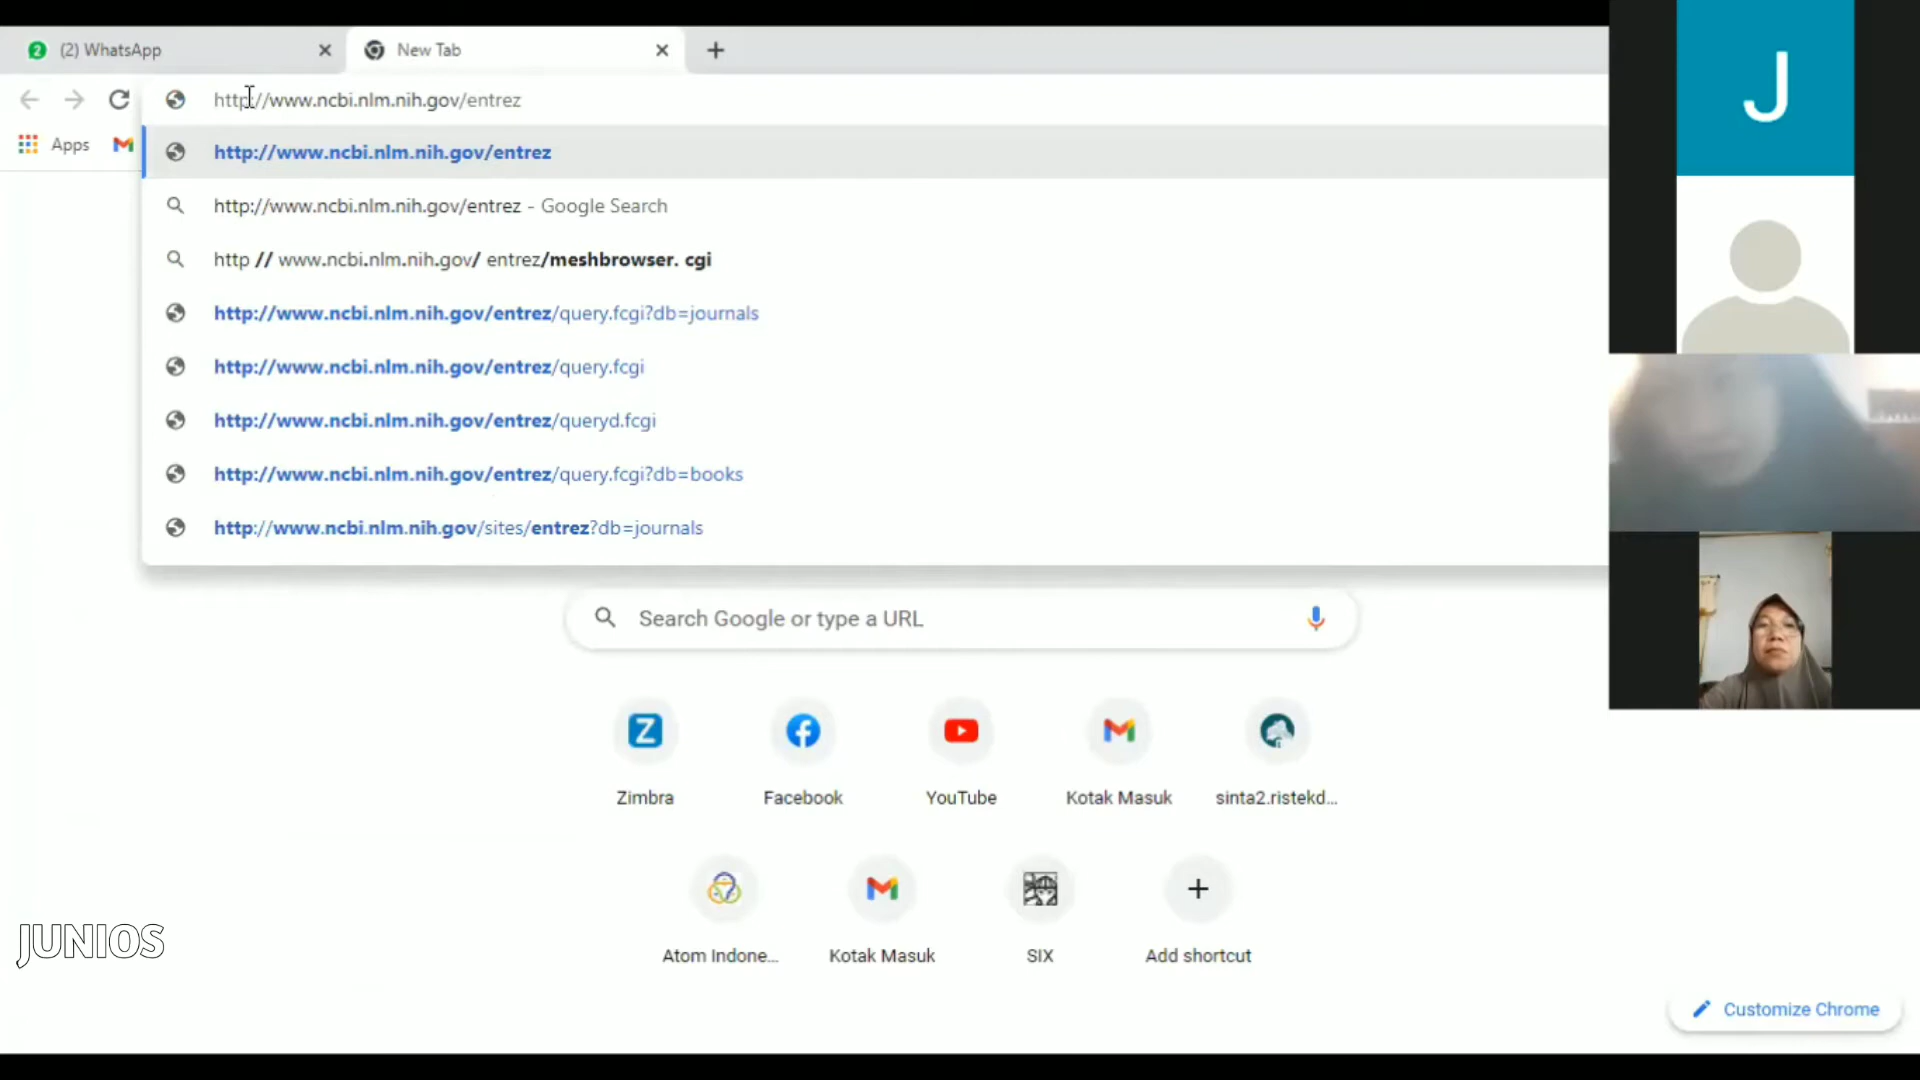 (2) WhatsApp
New Tab
http://www.ncbi.nlm.nih.gov/entrez
Apps
http://www.ncbi.nlm.nih.gov/entrez
http://www.ncbi.nlm.nih.gov/entrez - Google Search
http // www.ncbi.nlm.nih.gov/ entrez/meshbrowser. cgi
http://www.ncbi.nlm.nih.gov/entrez/query.fcgi?db=journals
http://www.ncbi.nlm.nih.gov/entrez/query.fcgi
http://www.ncbi.nlm.nih.gov/entrez/queryd.fcgi
http://www.ncbi.nlm.nih.gov/entrez/query.fcgi?db=books
http://www.ncbi.nlm.nih.gov/sites/entrez?db=journals
J
Search Google or type a URL
Zimbra
Facebook
YouTube
Kotak Masuk
sinta2.ristekd...
Atom Indone...
Kotak Masuk
SIX
Add shortcut
JUNIOS
Customize Chrome